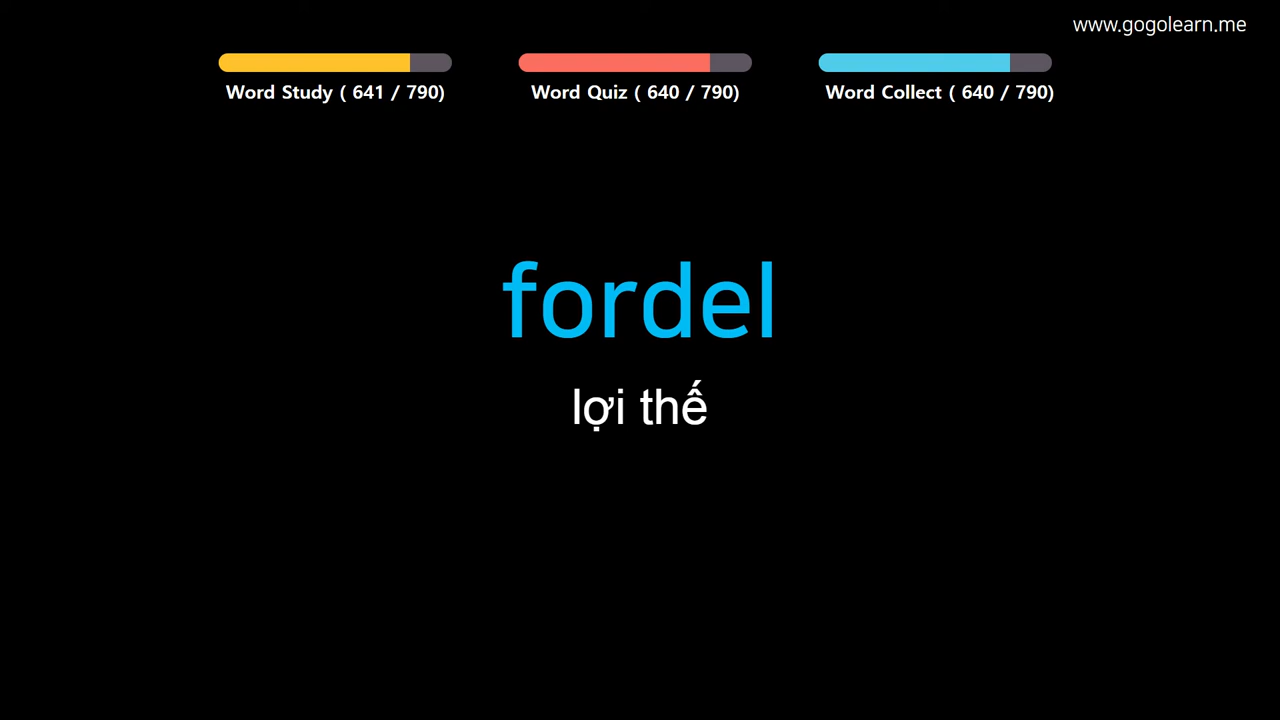 www.gogolearn.me
Word Study ( 641 / 790)
Word Quiz ( 640 / 790)
Word Collect ( 640 / 790)
fordel
lợi thế